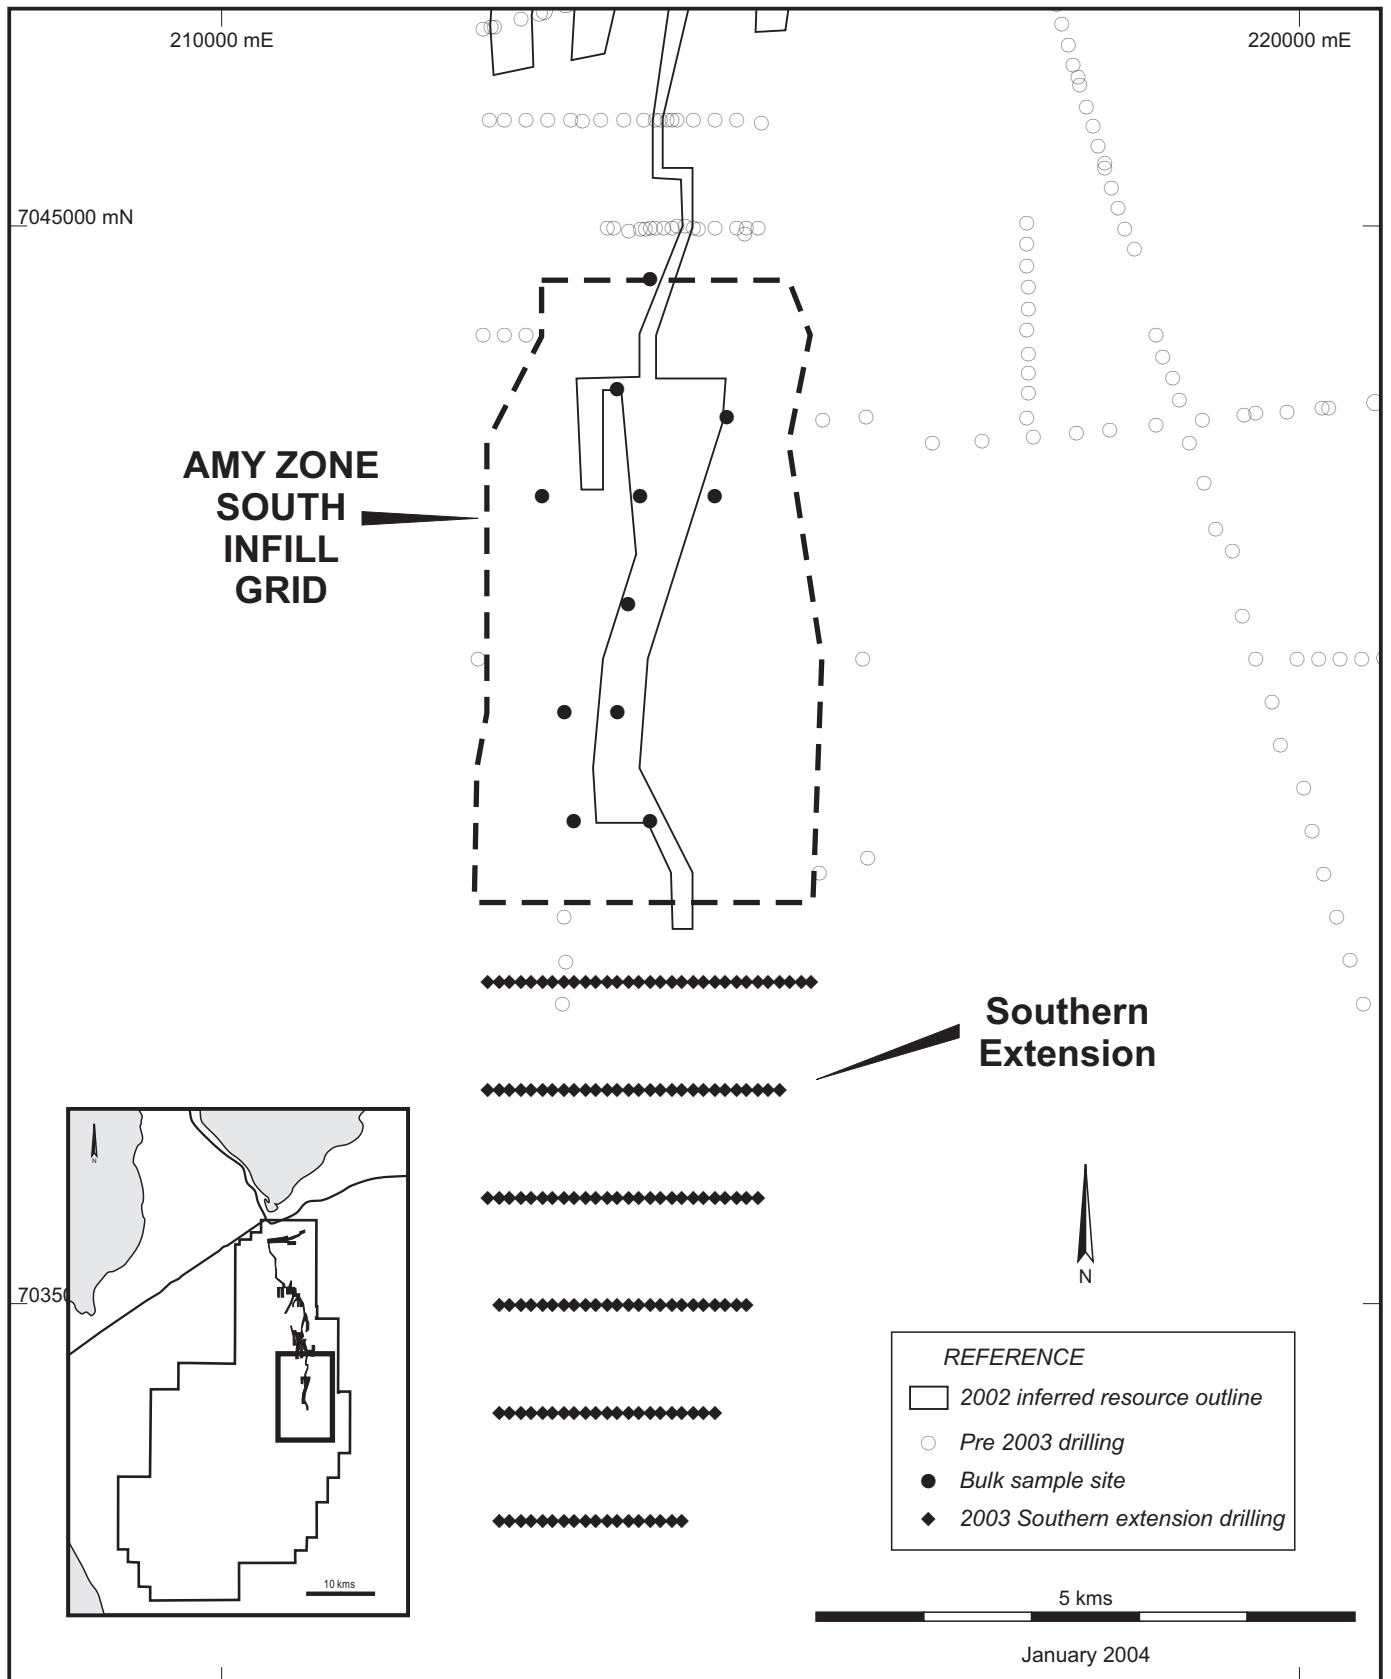 210000 mE
220000 mE
7045000 mN
AMY ZONE
SOUTH
INFILL
GRID
Southern
Extension
N
70350
N
REFERENCE
2002 inferred resource outline
Pre 2003 drilling
Bulk sample site
2003 Southern extension drilling
10 kms
5 kms
January 2004